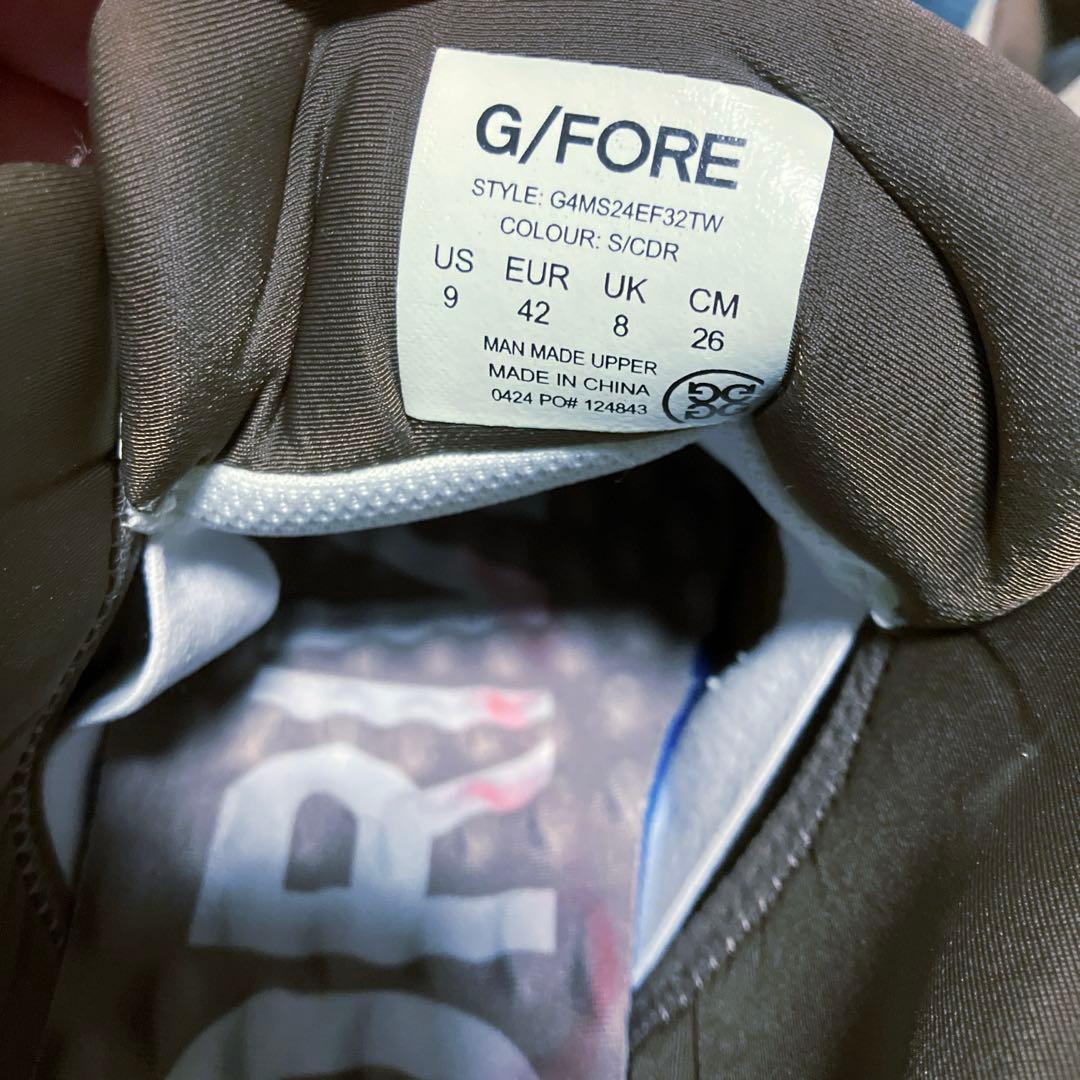 G/FORE
STYLE: G4MS24EF32TW
COLOUR: S/CDR
US EUR UK CM
9 42 8 26
MAN MADE UPPER
MADE IN CHINA
0424 PO# 124843